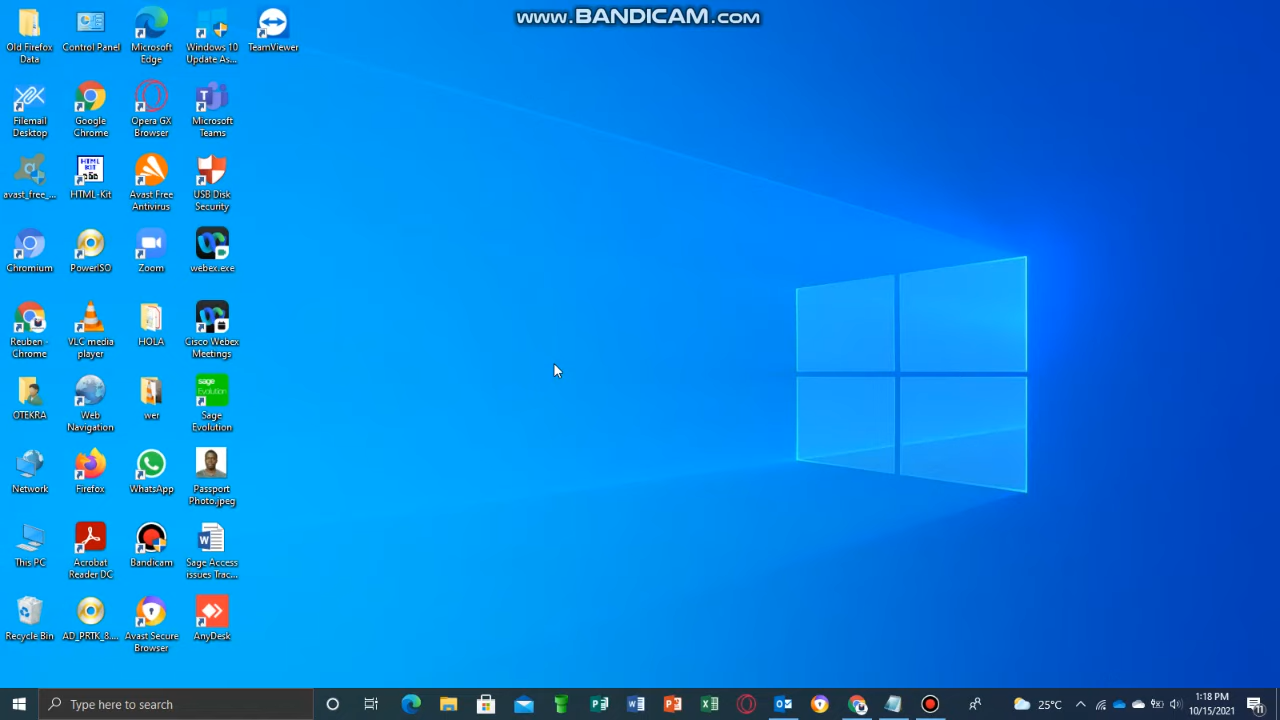 www.BANDICAM.com
Old Firefox
Data
Control Panel
Microsoft
Edge
Windows 10
Update As...
TeamViewer
Filemail
Desktop
Google
Chrome
Opera GX
Browser
Microsoft
Teams
avast_free_...
HTML-Kit
Avast Free
Antivirus
USB Disk
Security
Chromium
PowerISO
Zoom
webex.exe
Reuben -
Chrome
VLC media
player
HOLA
Cisco Webex
Meetings
OTEKRA
Web
Navigation
wer
sage
Evolution
Sage
Evolution
Network
Firefox
WhatsApp
Passport
Photo.jpeg
This PC
Acrobat
Reader DC
Bandicam
Sage Access
issues Trac...
Recycle Bin
AD_PRTK_8....
Avast Secure
Browser
AnyDesk
Type here to search
25°C
1:18 PM
10/15/2021
11